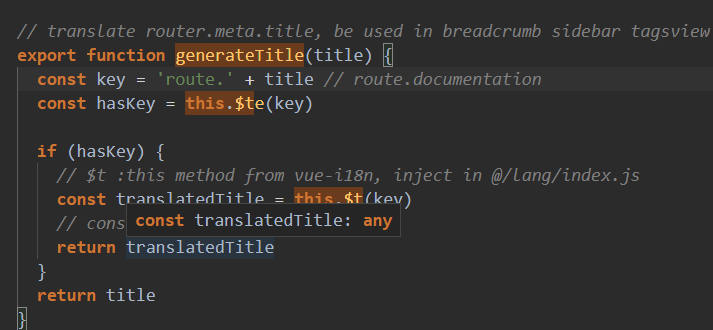 // translate router.meta.title, be used in breadcrumb sidebar tagsview
export function generateTitle(title) {
const key = 'route.' + title // route.documentation
const hasKey = this.$te(key)
if (hasKey) {
// $t :this method from vue-i18n, inject in @/lang/index.js
const translatedTitle = this.$t(key)
// cons
const translatedTitle: any
return translatedTitle
}
return title
}